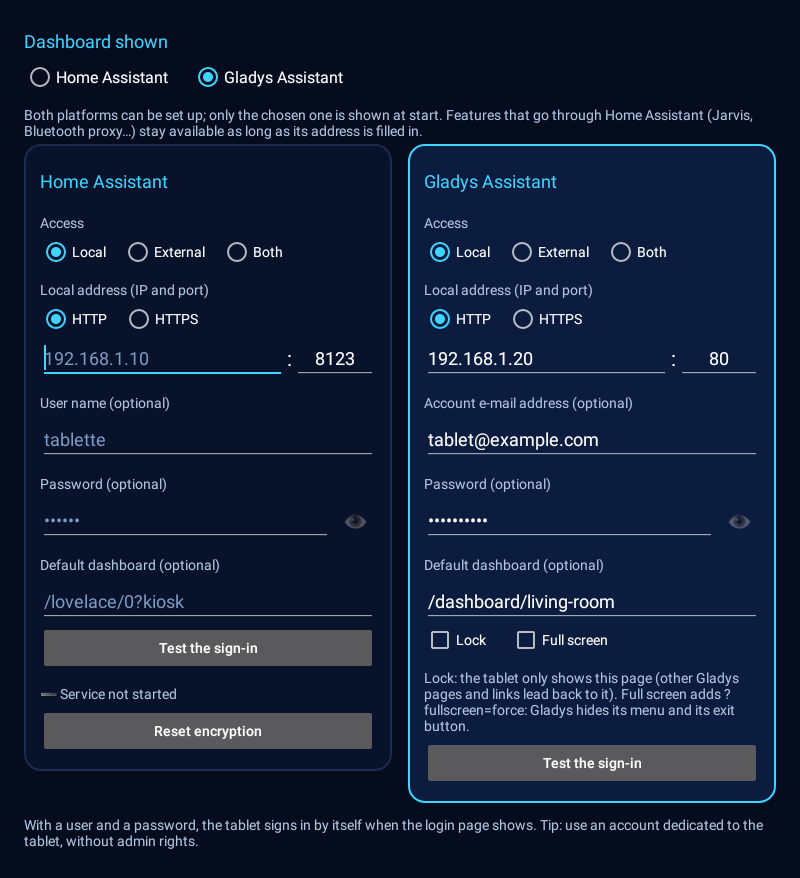 Dashboard shown
Home Assistant
Gladys Assistant
Both platforms can be set up; only the chosen one is shown at start. Features that go through Home Assistant (Jarvis,
Bluetooth proxy…) stay available as long as its address is filled in.
Home Assistant
Access
Local
External
Both
Local address (IP and port)
HTTP
HTTPS
192.168.1.10
:
8123
User name (optional)
tablette
Password (optional)
••••••
Default dashboard (optional)
/lovelace/0?kiosk
Test the sign-in
Service not started
Reset encryption
Gladys Assistant
Access
Local
External
Both
Local address (IP and port)
HTTP
HTTPS
192.168.1.20
:
80
Account e-mail address (optional)
tablet@example.com
Password (optional)
••••••••••
Default dashboard (optional)
/dashboard/living-room
Lock
Full screen
Lock: the tablet only shows this page (other Gladys
pages and links lead back to it). Full screen adds ?
fullscreen=force: Gladys hides its menu and its exit
button.
Test the sign-in
With a user and a password, the tablet signs in by itself when the login page shows. Tip: use an account dedicated to the
tablet, without admin rights.